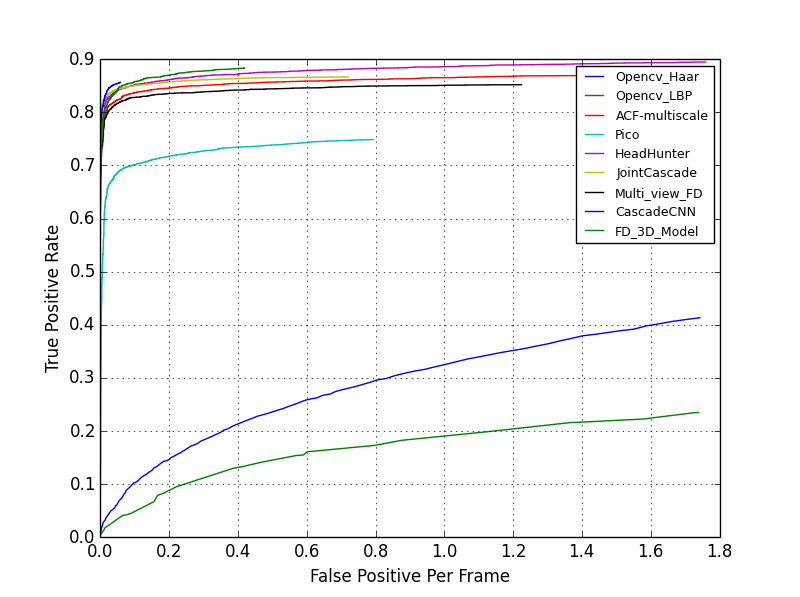 0.9
0.8
0.7
0.6
0.5
0.4
0.3
0.2
0.1
0.0
True Positive Rate
Opencv_Haar
Opencv_LBP
ACF-multiscale
Pico
HeadHunter
JointCascade
Multi_view_FD
CascadeCNN
FD_3D_Model
0.0 0.2 0.4 0.6 0.8 1.0 1.2 1.4 1.6 1.8
False Positive Per Frame